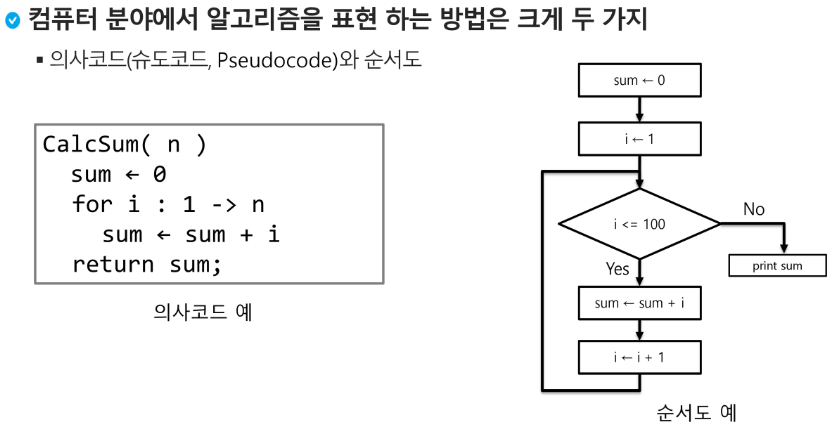 컴퓨터 분야에서 알고리즘을 표현 하는 방법은 크게 두 가지
▪ 의사코드(슈도코드, Pseudocode)와 순서도
CalcSum( n )
sum ← 0
for i : 1 -> n
sum ← sum + i
return sum;
의사코드 예
sum ← 0
i ← 1
i <= 100
No
print sum
Yes
sum ← sum + i
i ← i + 1
순서도 예